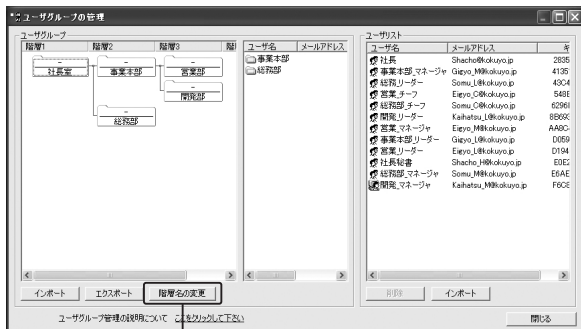 ユーザグループの管理
ユーザグループ
階層1 階層2 階層3 階層
社長室 事業本部 営業部
開発部
総務部
ユーザ名 メールアドレス
事業本部
総務部
ユーザリスト
ユーザ名 メールアドレス キ
社長 Shacho@kokuyo.jp 2835
事業本部_マネージャ Gigyo_M@kokuyo.jp 4135
総務_リーダー Somu_L@kokuyo.jp 43C4
営業_チーフ Eigyo_C@kokuyo.jp 548E
総務部_チーフ Somu_C@kokuyo.jp 6296
開発_リーダー Kaihatsu_L@kokuyo.jp 8B69
営業_マネージャ Eigyo_M@kokuyo.jp AA8C
事業本部_リーダー Gigyo_L@kokuyo.jp D059
営業_リーダー Eigyo_L@kokuyo.jp D194
社長秘書 Shacho_H@kokuyo.jp E0E2
総務部_マネージャ Somu_M@kokuyo.jp E6AE
開発_マネージャ Kaihatsu_M@kokuyo.jp F6C8
インポート エクスポート 階層名の変更 削除 インポート
ユーザグループ管理の説明について ここをクリックして下さい 閉じる